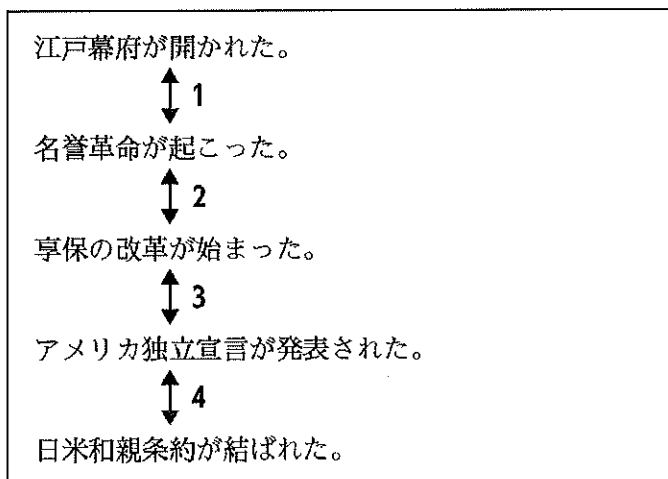 江戸幕府が開かれた。
1
名誉革命が起こった。
2
享保の改革が始まった。
3
アメリカ独立宣言が発表された。
4
日米和親条約が結ばれた。